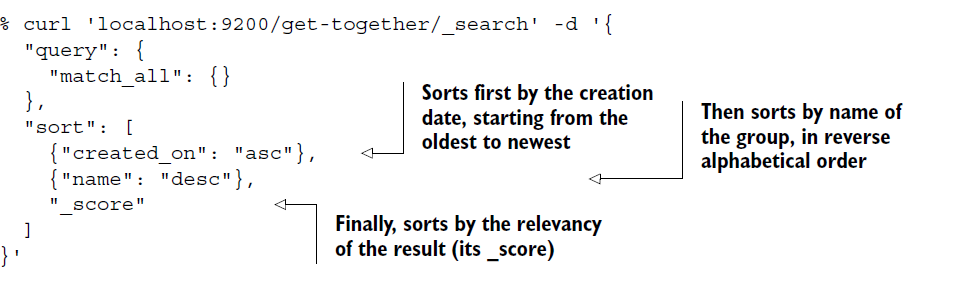 % curl 'localhost:9200/get-together/_search' -d '{
  "query": {
    "match_all": {}
  },
  "sort": [
    {"created_on": "asc"},
    {"name": "desc"},
    "_score"
  ]
}'
Sorts first by the creation
date, starting from the
oldest to newest
Then sorts by name of
the group, in reverse
alphabetical order
Finally, sorts by the relevancy
of the result (its _score)